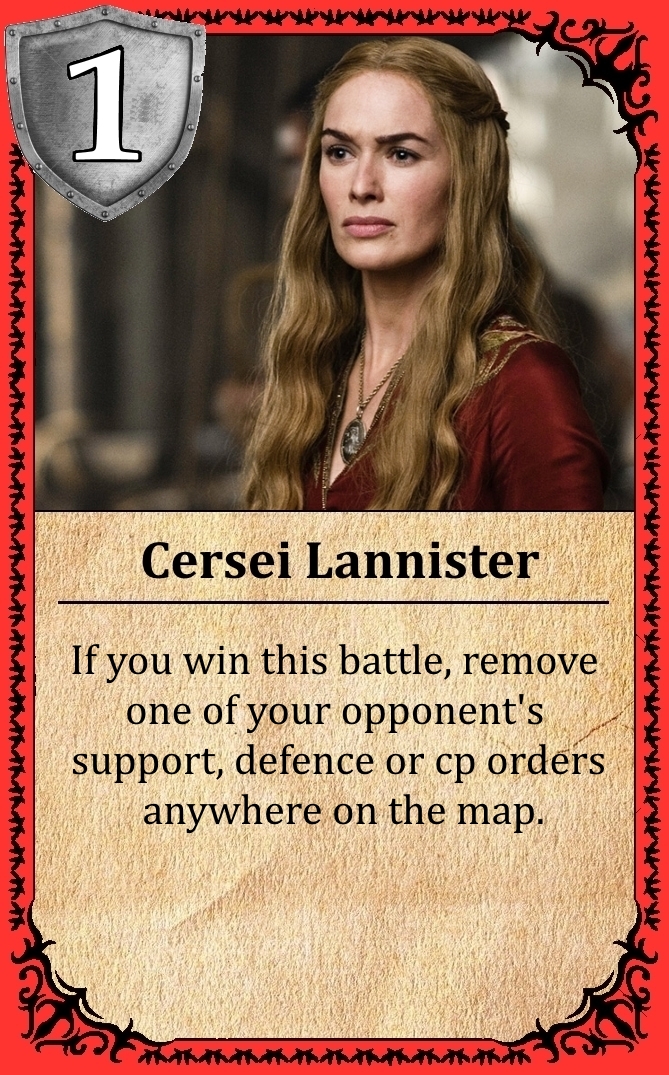 1
Cersei Lannister
If you win this battle, remove
one of your opponent's
support, defence or cp orders
anywhere on the map.